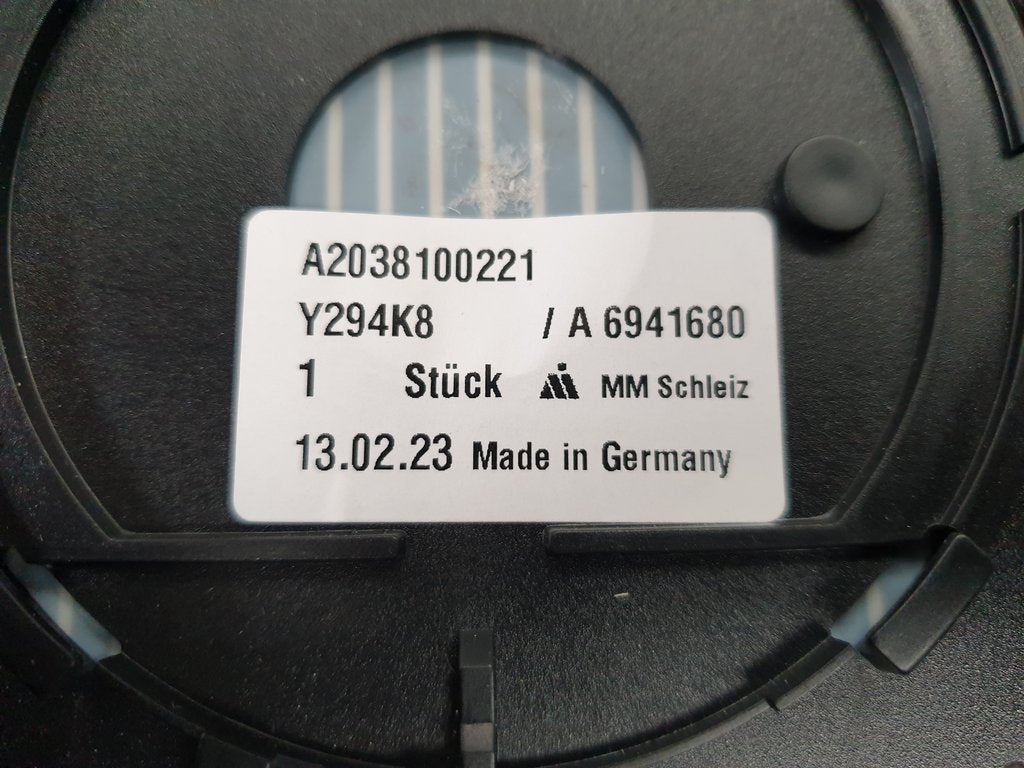 A2038100221
Y294K8 / A 6941680
1 Stück MM Schleiz
13.02.23 Made in Germany